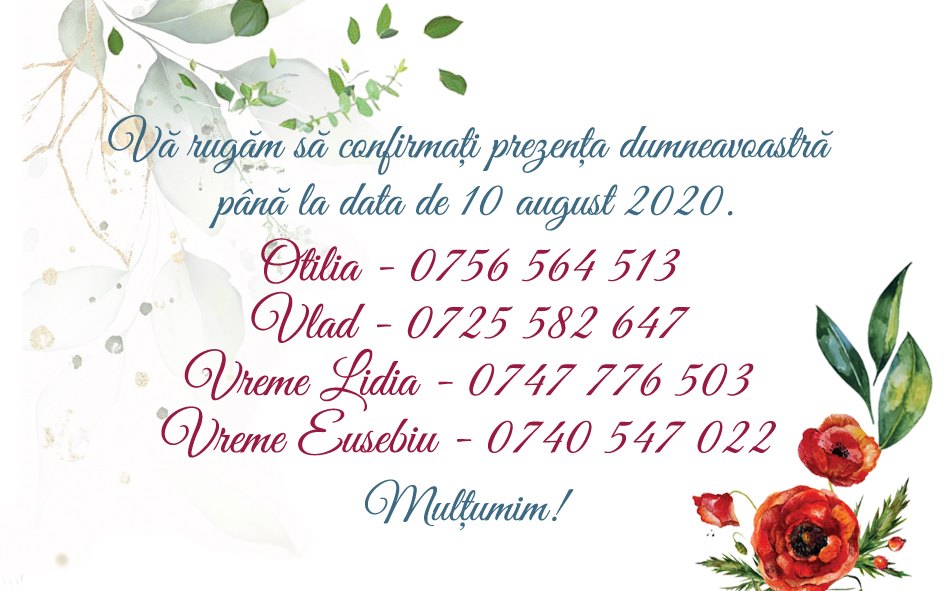 Vă rugăm să confirmați prezența dumneavoastră
până la data de 10 august 2020.
Otilia - 0756 564 513
Vlad - 0725 582 647
Vreme Lidia - 0747 776 503
Vreme Eusebiu - 0740 547 022
Mulțumim!